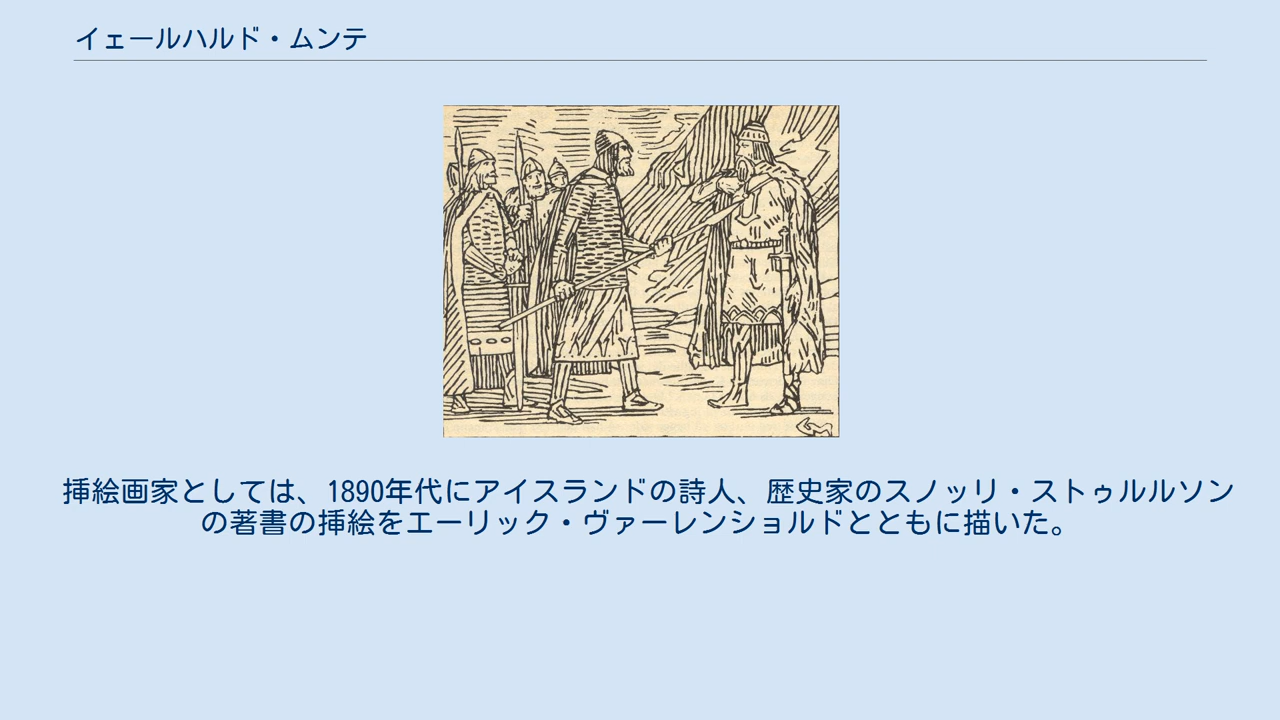 イェールハルド・ムンテ
挿絵画家としては、1890年代にアイスランドの詩人、歴史家のスノッリ・ストゥルルソン
の著書の挿絵をエーリック・ヴァーレンショルドとともに描いた。